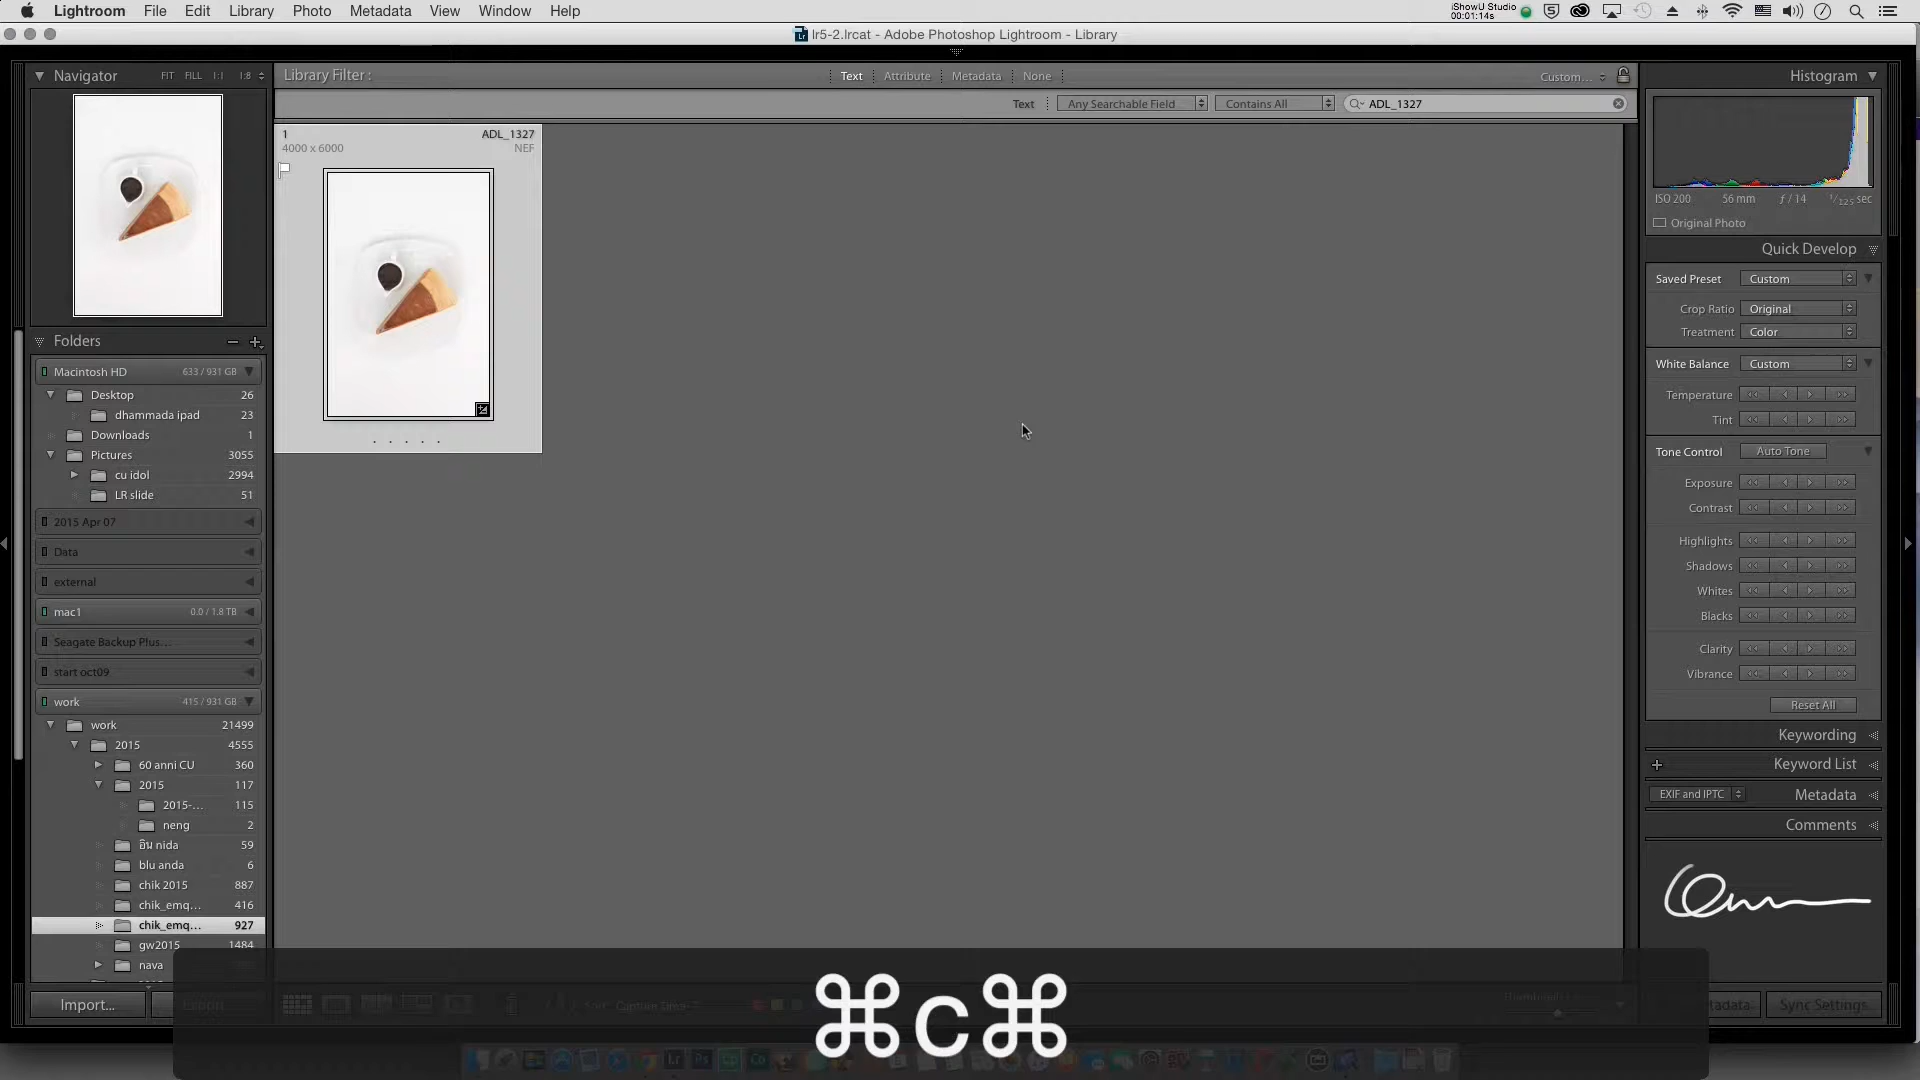 Lightroom File Edit Library Photo Metadata View Window Help
iShowU Studio
00:01:14s
lr5-2.lrcat - Adobe Photoshop Lightroom - Library
Navigator FIT FILL 1:1 1:8
Folders
Macintosh HD 633 / 931 GB
Desktop 26
dhammada ipad 23
Downloads 1
Pictures 3055
cu idol 2994
LR slide 51
2015 Apr 07
Data
external
mac1 0.0 / 1.8 TB
Seagate Backup Plus...
start oct09
work 415 / 931 GB
work 21499
2015 4555
60 anni CU 360
2015 117
2015-... 115
neng 2
อิน nida 59
blu anda 6
chik 2015 887
chik_emq... 416
chik_emq... 927
gw2015 1484
nava
Import...
Library Filter : Text Attribute Metadata None Custom...
Text Any Searchable Field Contains All ADL_1327
1 ADL_1327
4000 x 6000 NEF
Histogram
ISO 200 56 mm ƒ / 14 1/125 sec
Original Photo
Quick Develop
Saved Preset Custom
Crop Ratio Original
Treatment Color
White Balance Custom
Temperature
Tint
Tone Control Auto Tone
Exposure
Contrast
Highlights
Shadows
Whites
Blacks
Clarity
Vibrance
Reset All
Keywording
Keyword List
EXIF and IPTC Metadata
Comments
Sync Settings
⌘C⌘